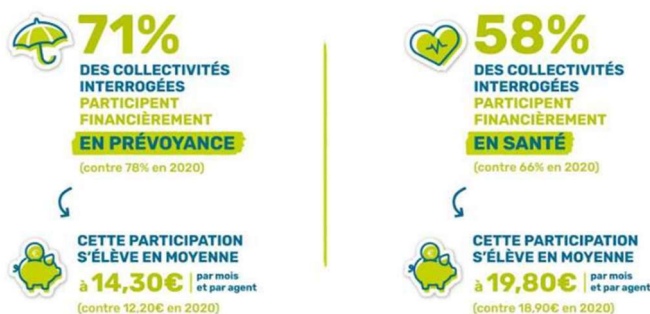 71%
DES COLLECTIVITÉS
INTERROGÉES
PARTICIPENT
FINANCIÈREMENT
EN PRÉVOYANCE
(contre 78% en 2020)
CETTE PARTICIPATION
S'ÉLÈVE EN MOYENNE
à 14,30€ par mois
et par agent
(contre 12,20€ en 2020)
58%
DES COLLECTIVITÉS
INTERROGÉES
PARTICIPENT
FINANCIÈREMENT
EN SANTÉ
(contre 66% en 2020)
CETTE PARTICIPATION
S'ÉLÈVE EN MOYENNE
à 19,80€ par mois
et par agent
(contre 18,90€ en 2020)